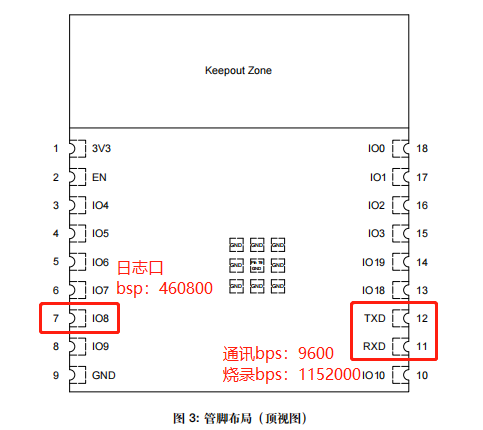 Keepout Zone
1 3V3 IO0 18
2 EN IO1 17
3 IO4 IO2 16
4 IO5 IO3 15
GND GND GND
5 IO6 IO19 14
日志口
GND GND
6 IO7 IO18 13
bsp:460800
GND GND GND
7 IO8 TXD 12
8 IO9 RXD 11
通讯bps:9600
烧录bps:1152000
9 GND IO10 10
图 3: 管脚布局(顶视图)